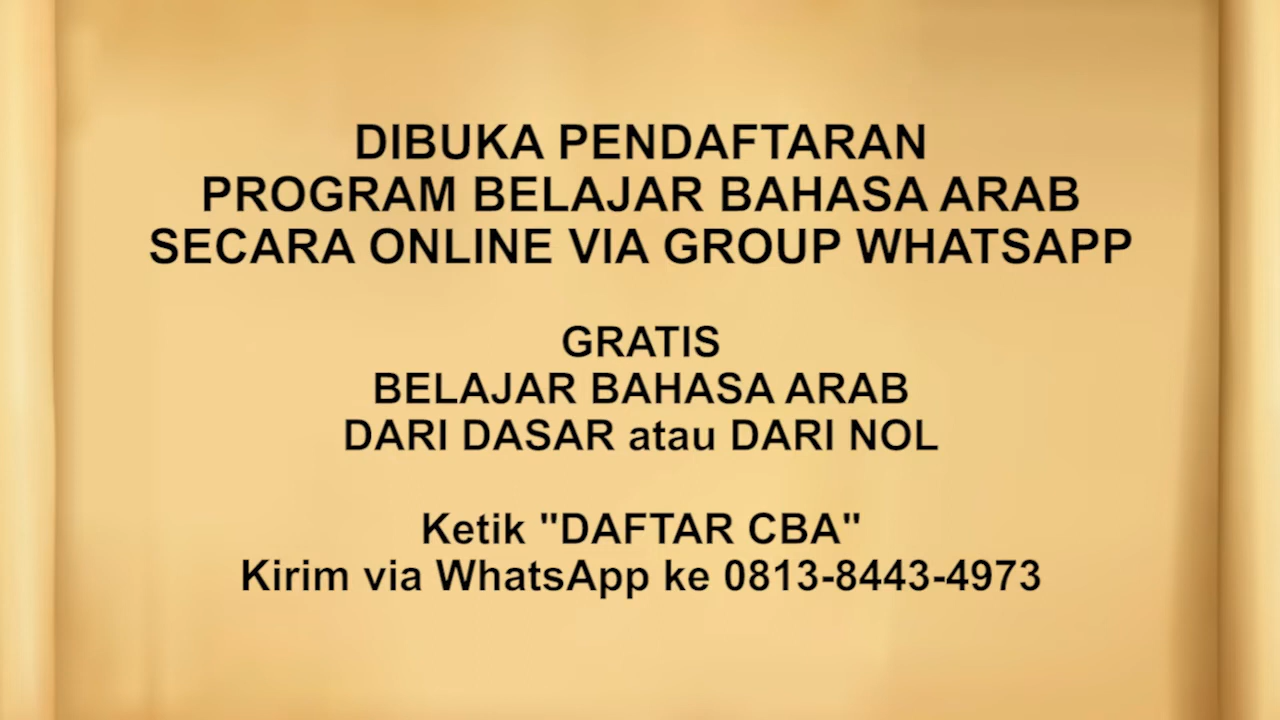 DIBUKA PENDAFTARAN
PROGRAM BELAJAR BAHASA ARAB
SECARA ONLINE VIA GROUP WHATSAPP
GRATIS
BELAJAR BAHASA ARAB
DARI DASAR atau DARI NOL
Ketik "DAFTAR CBA"
Kirim via WhatsApp ke 0813-8443-4973